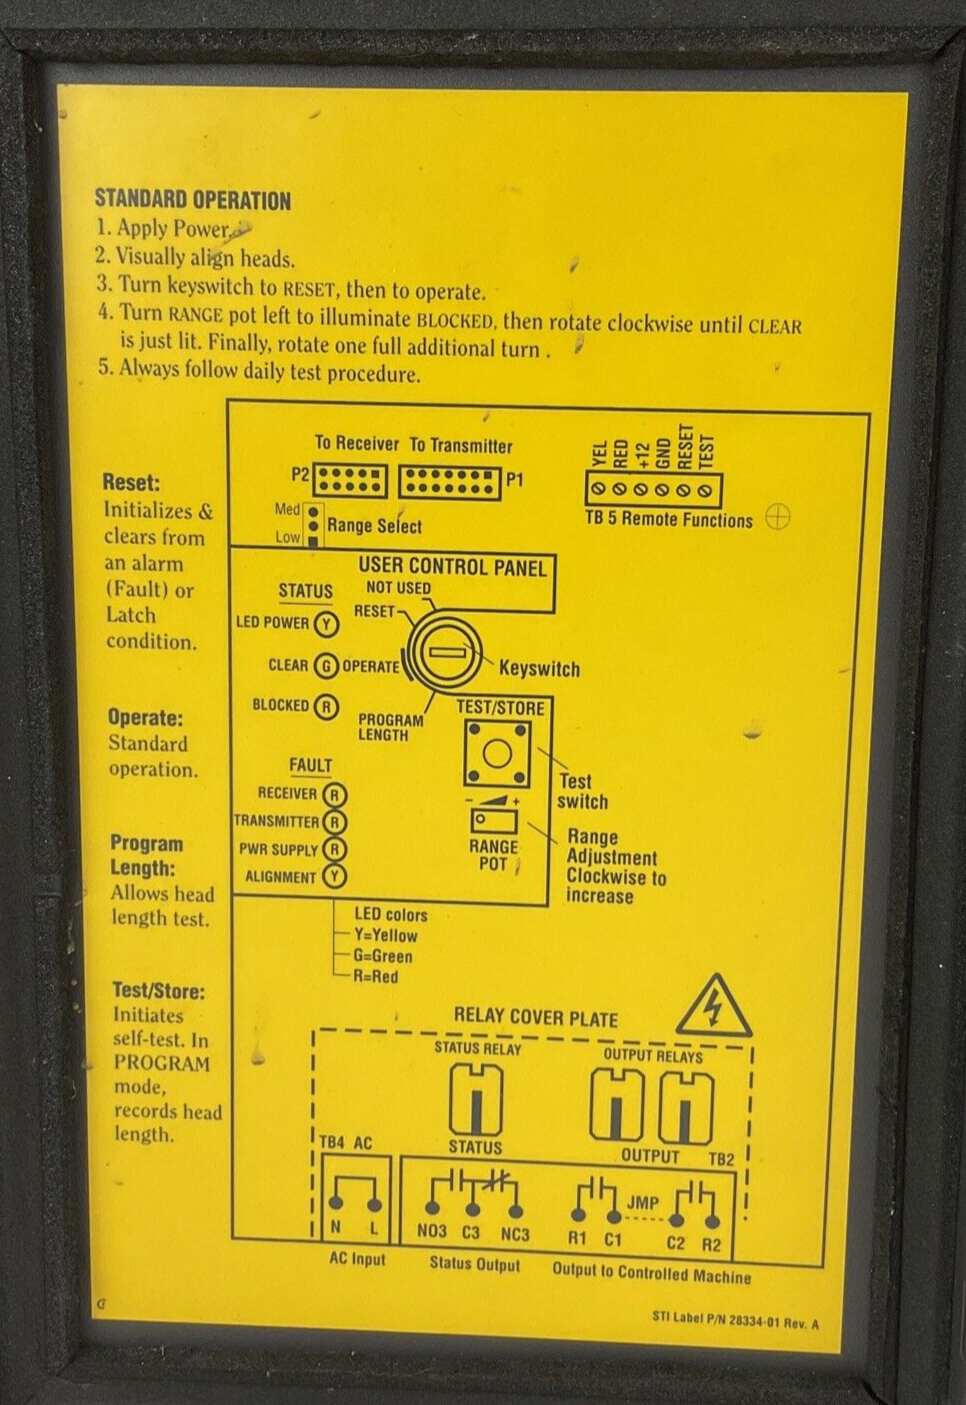 STANDARD OPERATION
1. Apply Power.
2. Visually align heads.
3. Turn keyswitch to RESET, then to operate.
4. Turn RANGE pot left to illuminate BLOCKED, then rotate clockwise until CLEAR
is just lit. Finally, rotate one full additional turn .
5. Always follow daily test procedure.
Reset:
Initializes &
clears from
an alarm
(Fault) or
Latch
condition.
Operate:
Standard
operation.
Program
Length:
Allows head
length test.
Test/Store:
Initiates
self-test. In
PROGRAM
mode,
records head
length.
To Receiver To Transmitter
P2
P1
Med
Low
Range Select
YEL
RED
+12
GND
RESET
TEST
TB 5 Remote Functions
USER CONTROL PANEL
STATUS
NOT USED
RESET
LED POWER Y
CLEAR G OPERATE
Keyswitch
BLOCKED R
PROGRAM
LENGTH
TEST/STORE
Test
switch
FAULT
RECEIVER R
TRANSMITTER R
PWR SUPPLY R
ALIGNMENT Y
- +
RANGE
POT
Range
Adjustment
Clockwise to
increase
LED colors
Y=Yellow
G=Green
R=Red
RELAY COVER PLATE
STATUS RELAY
OUTPUT RELAYS
TB4 AC
STATUS
OUTPUT
TB2
N L
NO3 C3 NC3
R1 C1 JMP C2 R2
AC Input
Status Output
Output to Controlled Machine
STI Label P/N 28334-01 Rev. A